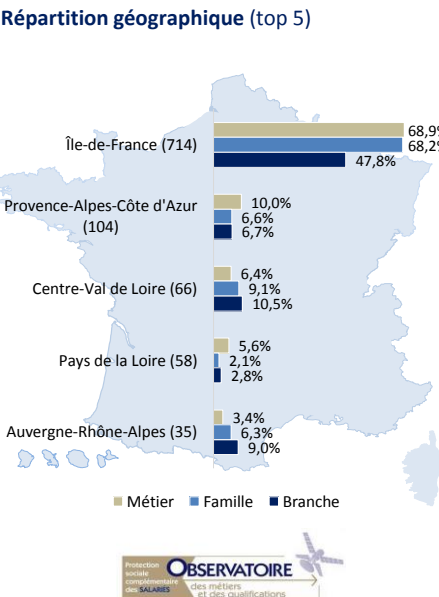 Répartition géographique (top 5)
Île-de-France (714)
68,9%
68,2%
47,8%
Provence-Alpes-Côte d'Azur
(104)
10,0%
6,6%
6,7%
Centre-Val de Loire (66)
6,4%
9,1%
10,5%
Pays de la Loire (58)
5,6%
2,1%
2,8%
Auvergne-Rhône-Alpes (35)
3,4%
6,3%
9,0%
Métier Famille Branche
Protection
sociale
complémentaire
des SALARIÉS
OBSERVATOIRE
des métiers
et des qualifications